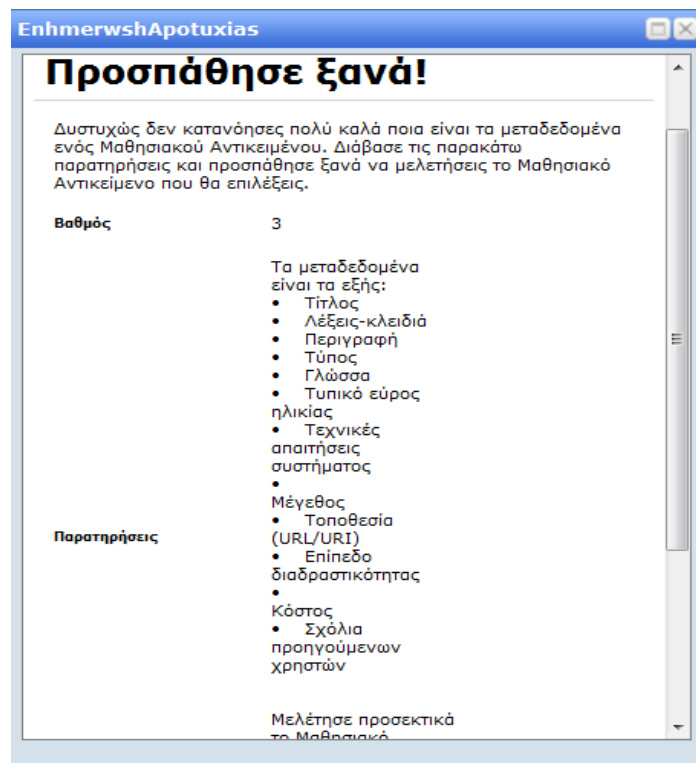 EnhmerwshApotuxias
Προσπάθησε ξανά!
Δυστυχώς δεν κατανόησες πολύ καλά ποια είναι τα μεταδεδομένα
ενός Μαθησιακού Αντικειμένου. Διάβασε τις παρακάτω
παρατηρήσεις και προσπάθησε ξανά να μελετήσεις το Μαθησιακό
Αντικείμενο που θα επιλέξεις.
Βαθμός 3
Τα μεταδεδομένα
είναι τα εξής:
• Τίτλος
• Λέξεις-κλειδιά
• Περιγραφή
• Τύπος
• Γλώσσα
• Τυπικό εύρος
ηλικίας
• Τεχνικές
απαιτήσεις
συστήματος
•
Μέγεθος
• Τοποθεσία
Παρατηρήσεις (URL/URI)
• Επίπεδο
διαδραστικότητας
•
Κόστος
• Σχόλια
προηγούμενων
χρηστών
Μελέτησε προσεκτικά
το Μαθησιακό